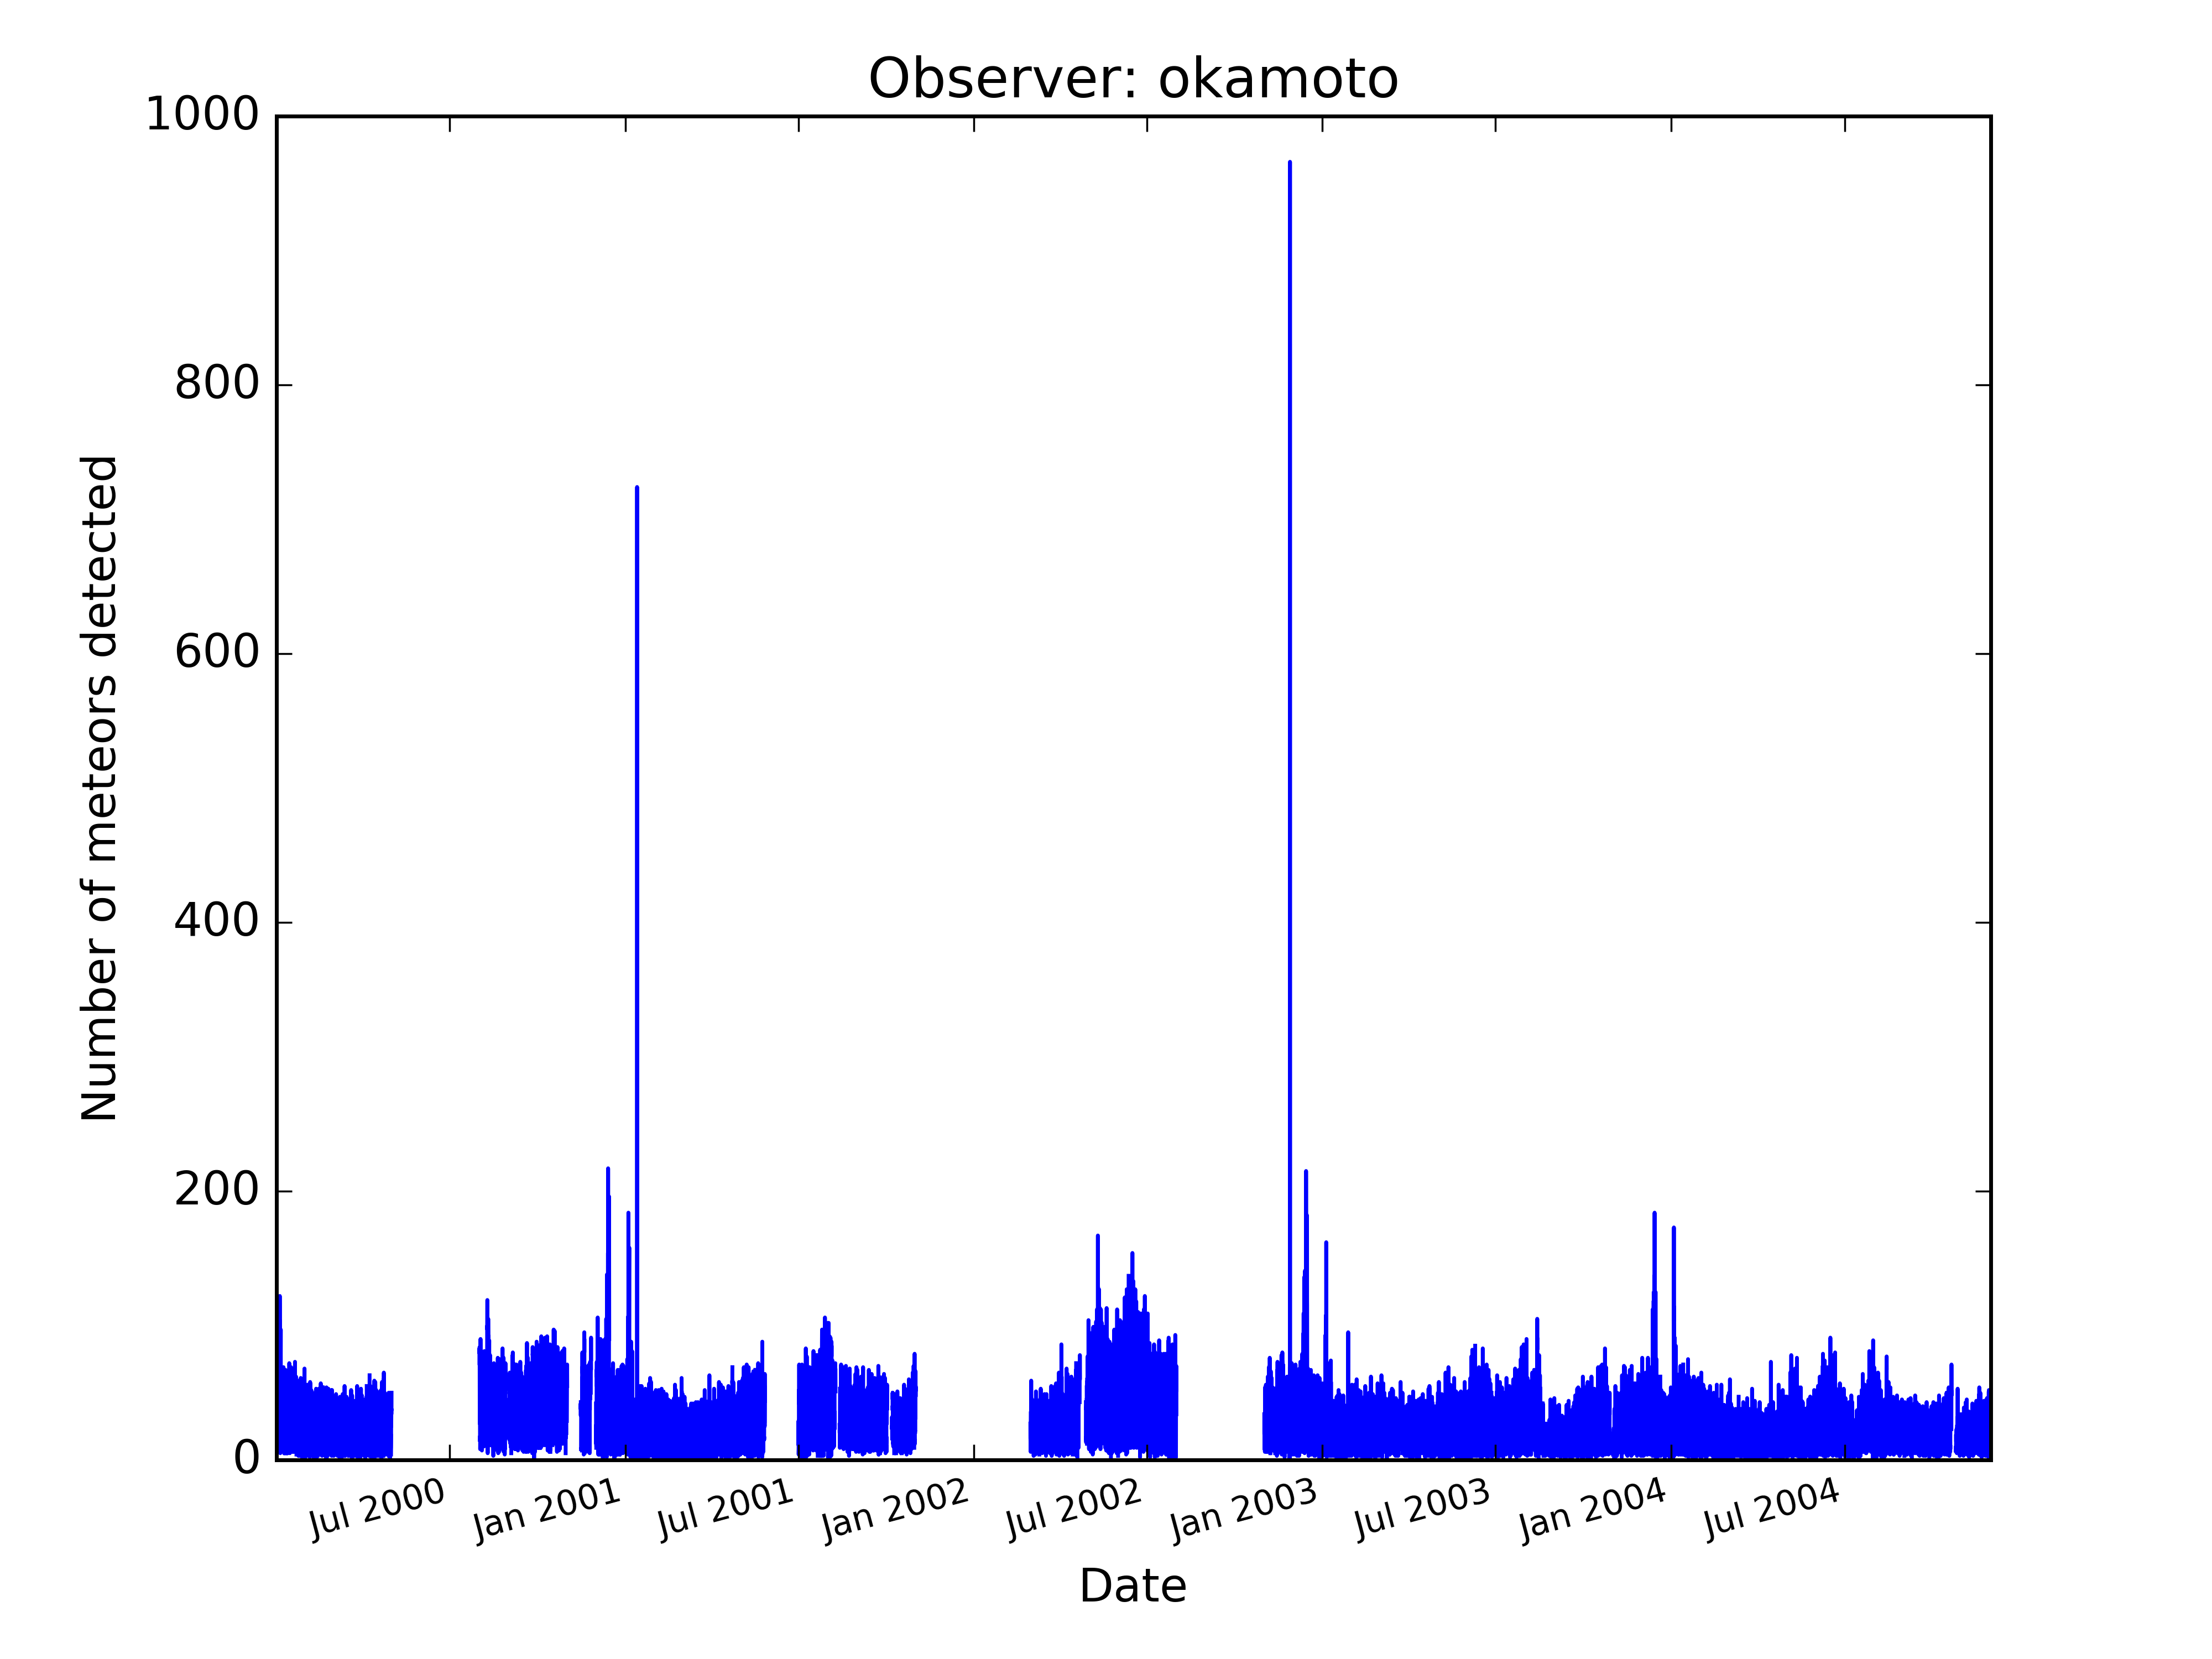 Observer: okamoto
1000
800
600
400
200
0
Number of meteors detected
Jul 2000
Jan 2001
Jul 2001
Jan 2002
Jul 2002
Jan 2003
Jul 2003
Jan 2004
Jul 2004
Date